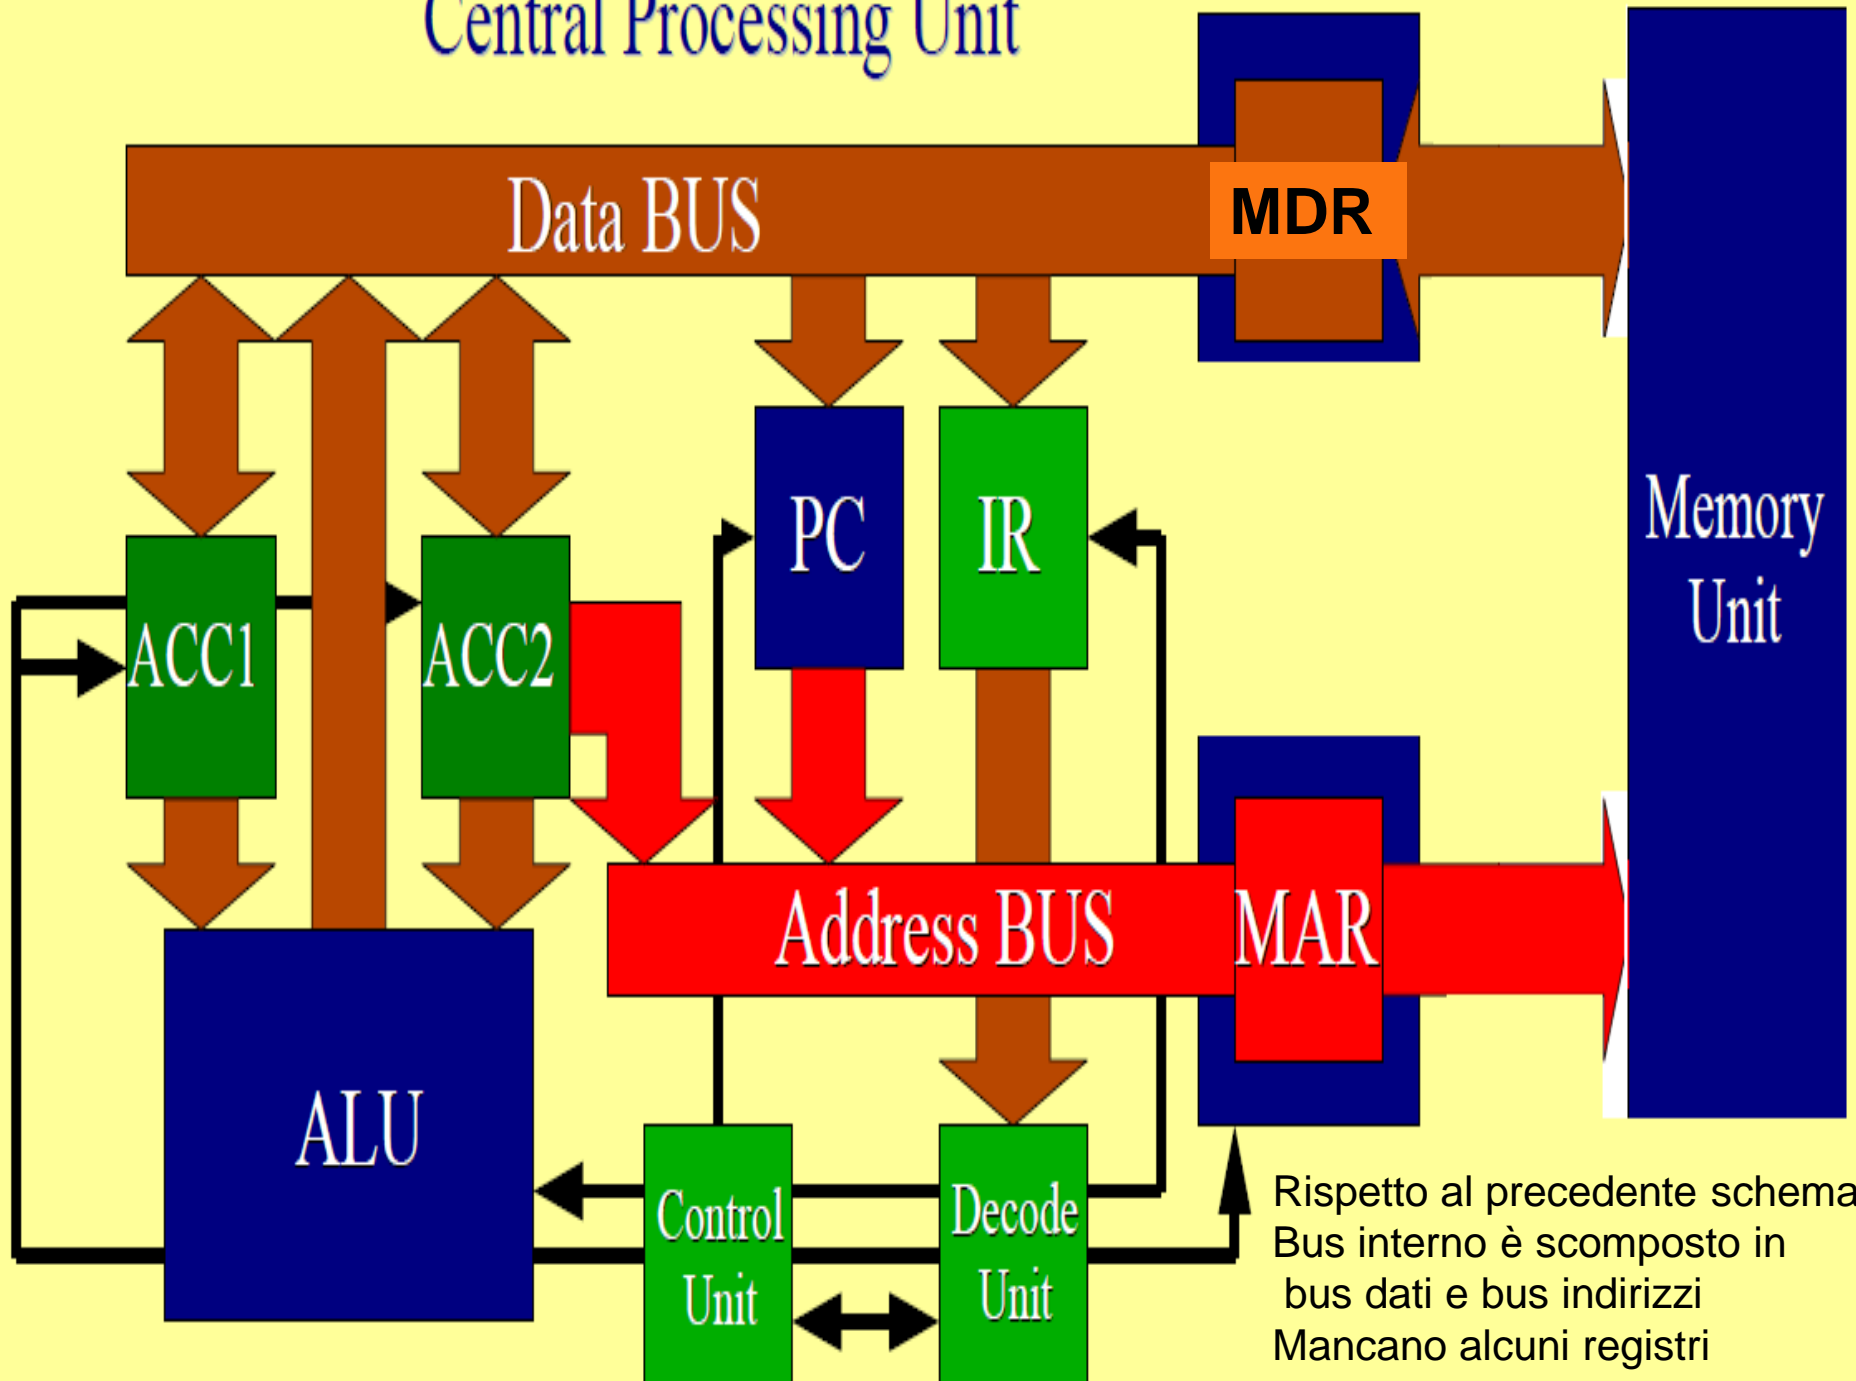 Central Processing Unit
Data BUS
MDR
PC
IR
Memory
Unit
ACC1
ACC2
Address BUS
MAR
ALU
Control
Unit
Decode
Unit
Rispetto al precedente schema
Bus interno è scomposto in
bus dati e bus indirizzi
Mancano alcuni registri